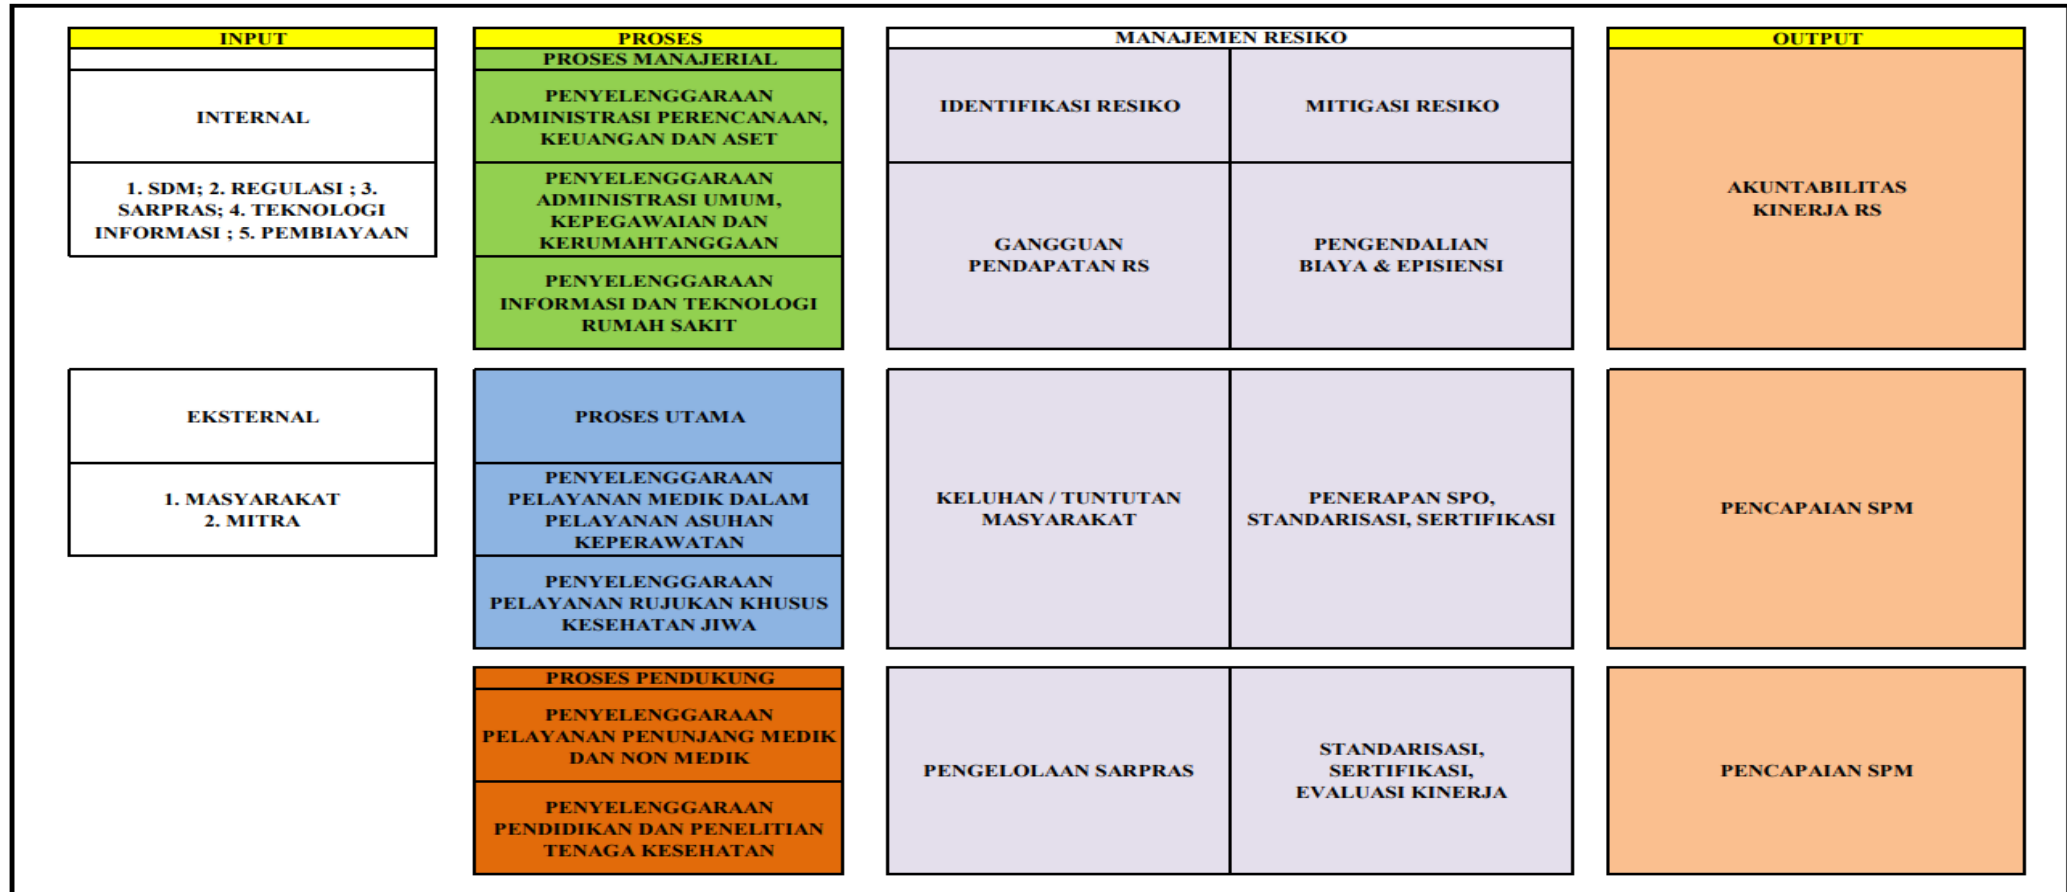 INPUT
INTERNAL
1. SDM; 2. REGULASI ; 3.
SARPRAS; 4. TEKNOLOGI
INFORMASI ; 5. PEMBIAYAAN
EKSTERNAL
1. MASYARAKAT
2. MITRA
PROSES
PROSES MANAJERIAL
PENYELENGGARAAN
ADMINISTRASI PERENCANAAN,
KEUANGAN DAN ASET
PENYELENGGARAAN
ADMINISTRASI UMUM,
KEPEGAWAIAN DAN
KERUMAHTANGGAAN
PENYELENGGARAAN
INFORMASI DAN TEKNOLOGI
RUMAH SAKIT
PROSES UTAMA
PENYELENGGARAAN
PELAYANAN MEDIK DALAM
PELAYANAN ASUHAN
KEPERAWATAN
PENYELENGGARAAN
PELAYANAN RUJUKAN KHUSUS
KESEHATAN JIWA
PROSES PENDUKUNG
PENYELENGGARAAN
PELAYANAN PENUNJANG MEDIK
DAN NON MEDIK
PENYELENGGARAAN
PENDIDIKAN DAN PENELITIAN
TENAGA KESEHATAN
MANAJEMEN RESIKO
IDENTIFIKASI RESIKO
MITIGASI RESIKO
GANGGUAN
PENDAPATAN RS
PENGENDALIAN
BIAYA & EPISIENSI
KELUHAN / TUNTUTAN
MASYARAKAT
PENERAPAN SPO,
STANDARISASI, SERTIFIKASI
PENGELOLAAN SARPRAS
STANDARISASI,
SERTIFIKASI,
EVALUASI KINERJA
OUTPUT
AKUNTABILITAS
KINERJA RS
PENCAPAIAN SPM
PENCAPAIAN SPM